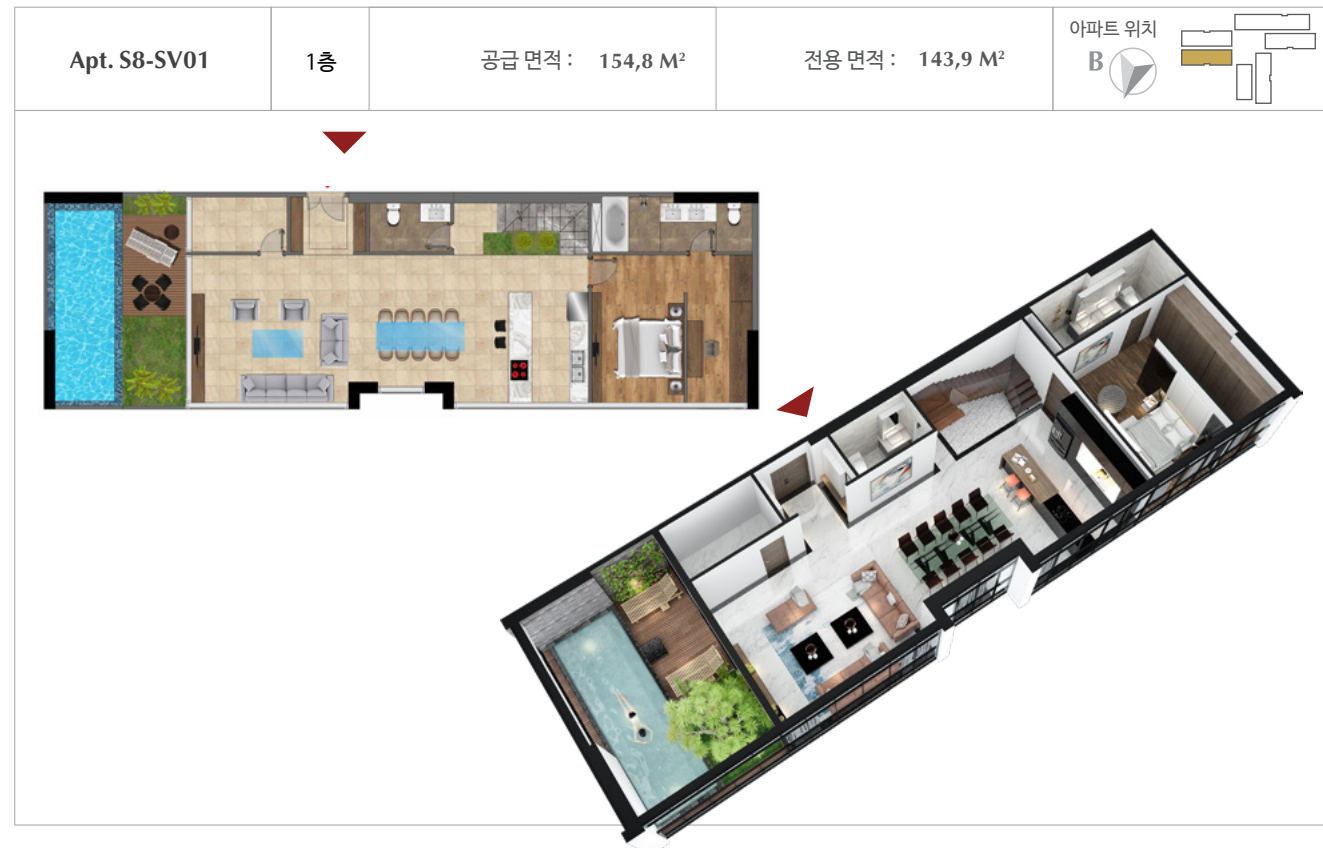 Apt. S8-SV01
1층
공급 면적 : 154,8 M²
전용 면적 : 143,9 M²
아파트 위치
B